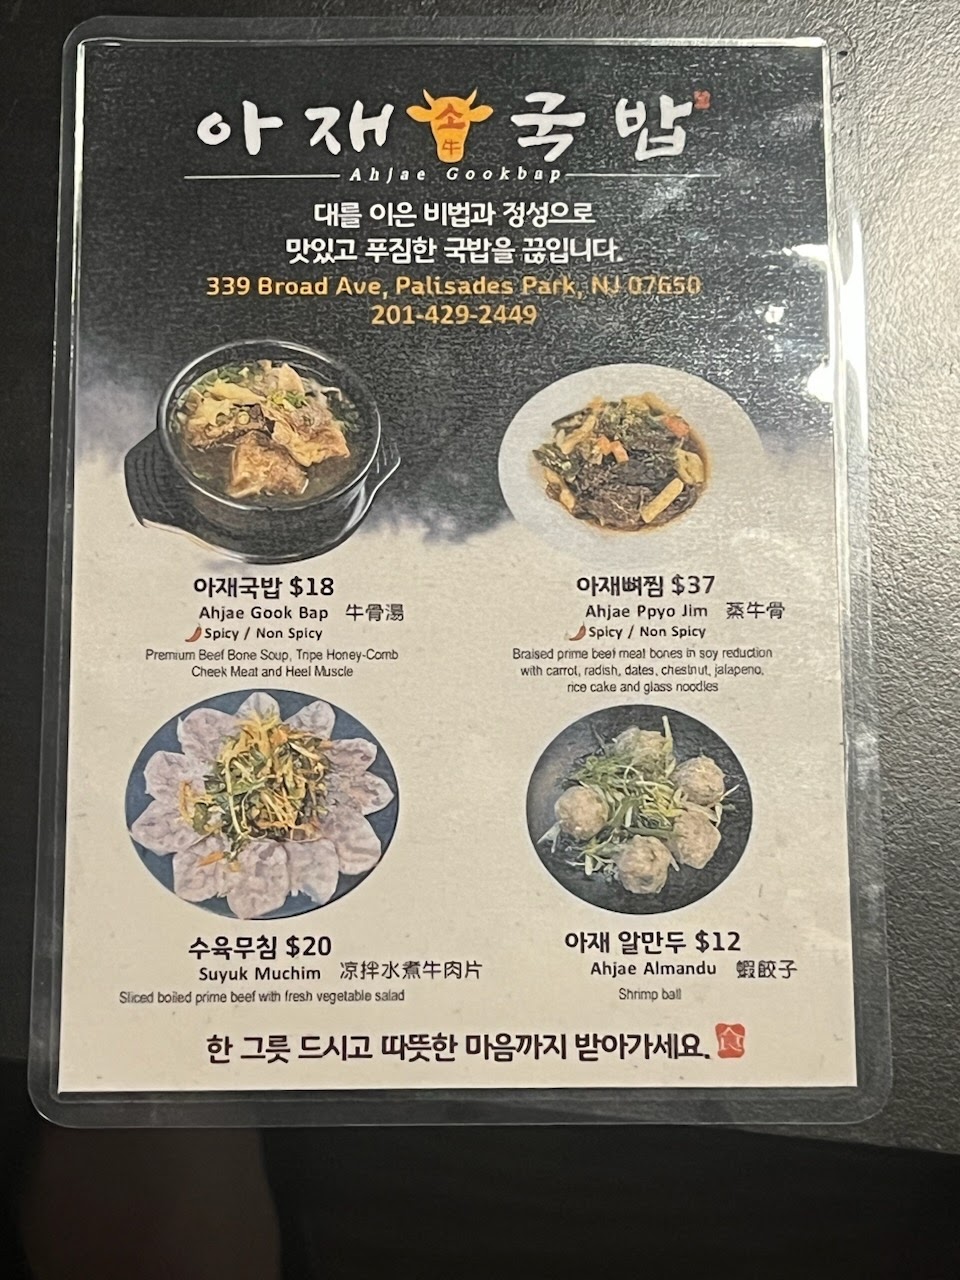 아재 소 牛 국밥
Ahjae Gookbap
대를 이은 비법과 정성으로
맛있고 푸짐한 국밥을 끊입니다.
339 Broad Ave, Palisades Park, NJ 07650
201-429-2449
아재국밥 $18
Ahjae Gook Bap 牛骨湯
Spicy / Non Spicy
Premium Beef Bone Soup, Tripe Honey-Comb
Cheek Meat and Heel Muscle
아재뼈찜 $37
Ahjae Ppyo Jim 蒸牛骨
Spicy / Non Spicy
Braised prime beef meat bones in soy reduction
with carrot, radish, dates, chestnut, jalapeno,
rice cake and glass noodles
수육무침 $20
Suyuk Muchim 凉拌水煮牛肉片
Sliced boiled prime beef with fresh vegetable salad
아재 알만두 $12
Ahjae Almandu 蝦餃子
Shrimp ball
한 그릇 드시고 따뜻한 마음까지 받아가세요.